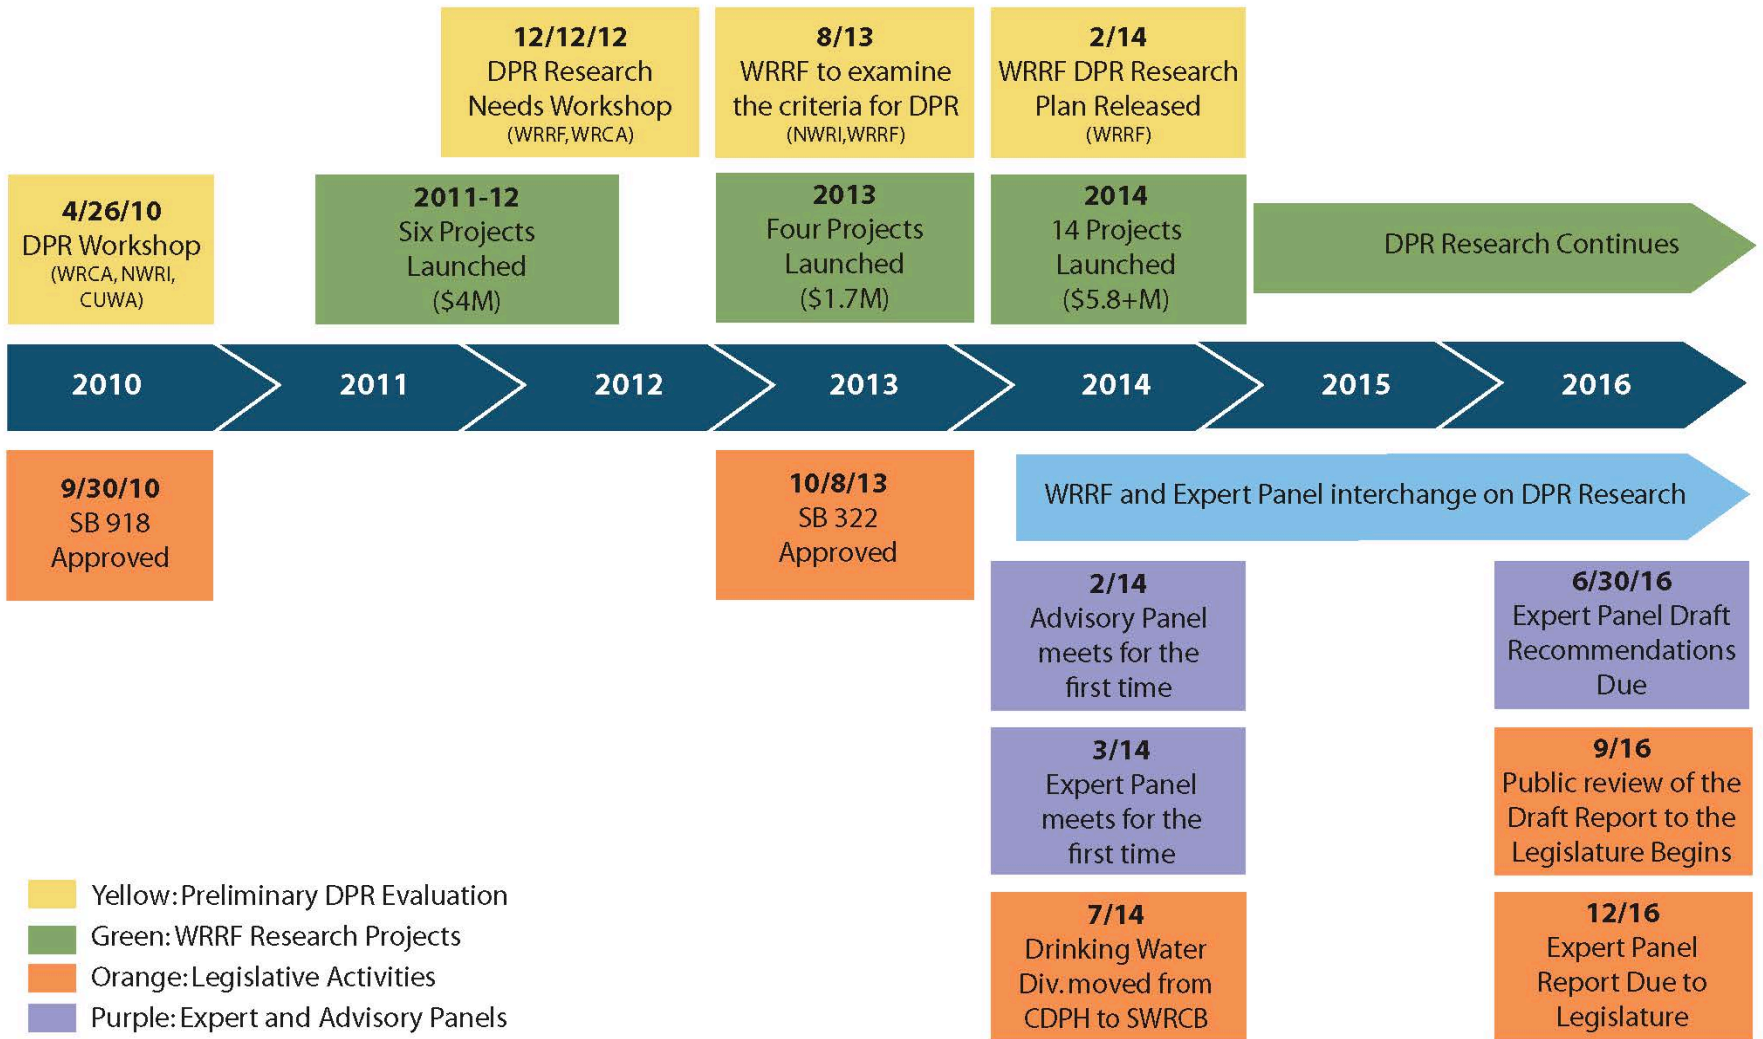 12/12/12
DPR Research
Needs Workshop
(WRRF,WRCA)
8/13
WRRF to examine
the criteria for DPR
(NWRI,WRRF)
2/14
WRRF DPR Research
Plan Released
(WRRF)
4/26/10
DPR Workshop
(WRCA, NWRI,
CUWA)
2011-12
Six Projects
Launched
($4M)
2013
Four Projects
Launched
($1.7M)
2014
14 Projects
Launched
($5.8+M)
DPR Research Continues
2010
2011
2012
2013
2014
2015
2016
9/30/10
SB 918
Approved
10/8/13
SB 322
Approved
WRRF and Expert Panel interchange on DPR Research
2/14
Advisory Panel
meets for the
first time
6/30/16
Expert Panel Draft
Recommendations
Due
3/14
Expert Panel
meets for the
first time
9/16
Public review of the
Draft Report to the
Legislature Begins
7/14
Drinking Water
Div. moved from
CDPH to SWRCB
12/16
Expert Panel
Report Due to
Legislature
Yellow: Preliminary DPR Evaluation
Green: WRRF Research Projects
Orange: Legislative Activities
Purple: Expert and Advisory Panels